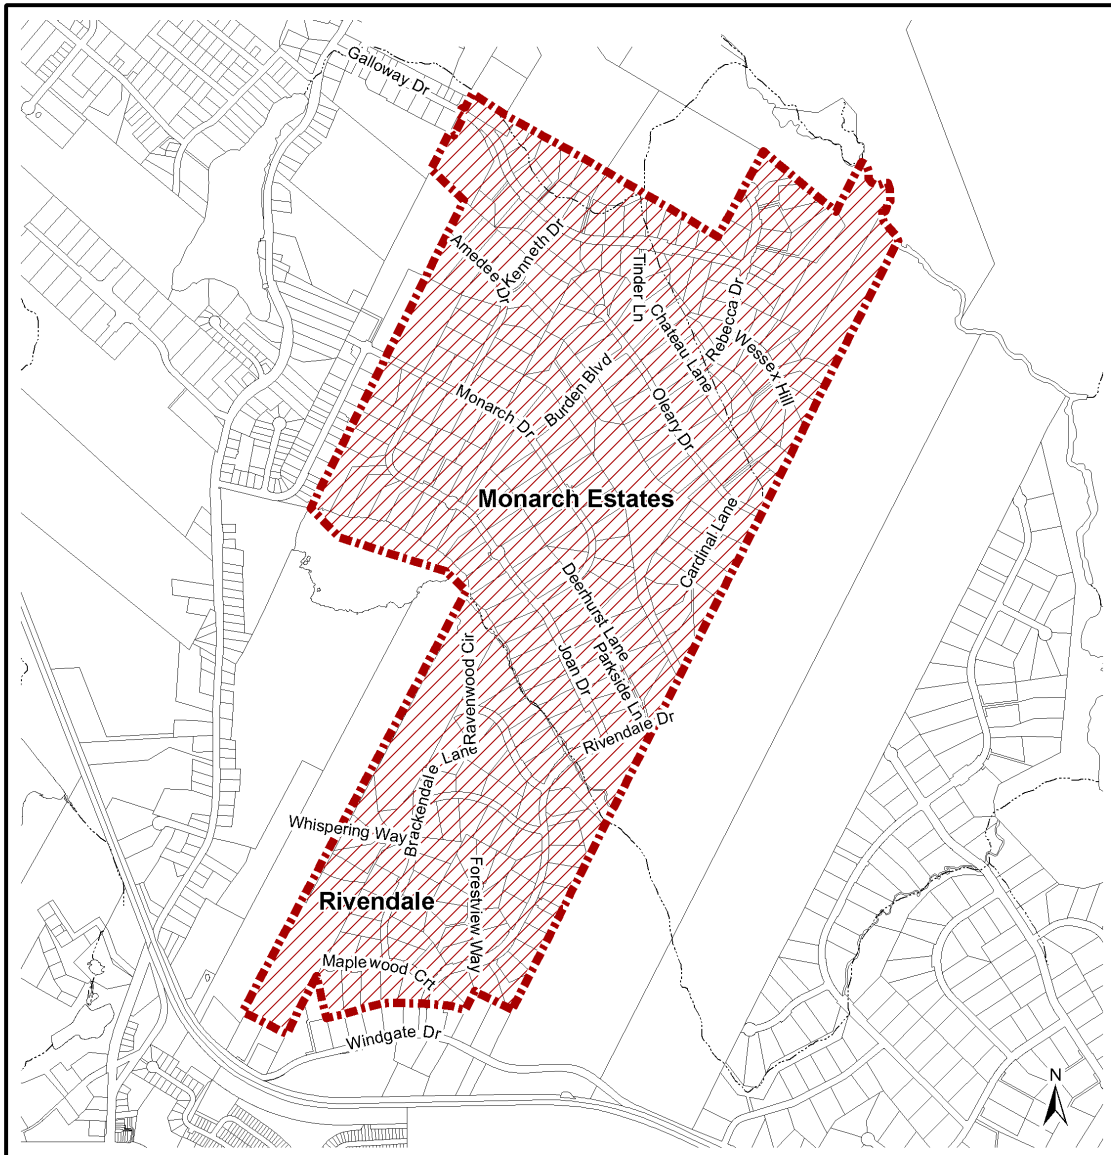 Galloway Dr
Amedee Dr
Kenneth Dr
Tinder Ln
Chateau Lane
Rebecca Dr
Wessex Hill
Monarch Dr
Burden Blvd
Oleary Dr
Monarch Estates
Cardinal Lane
Deerhurst Lane
Parkside Ln
Joan Dr
Rivendale Dr
Ravenwood Cir
Brackendale Lane
Whispering Way
Forestview Way
Rivendale
Maplewood Crt
Windgate Dr
N